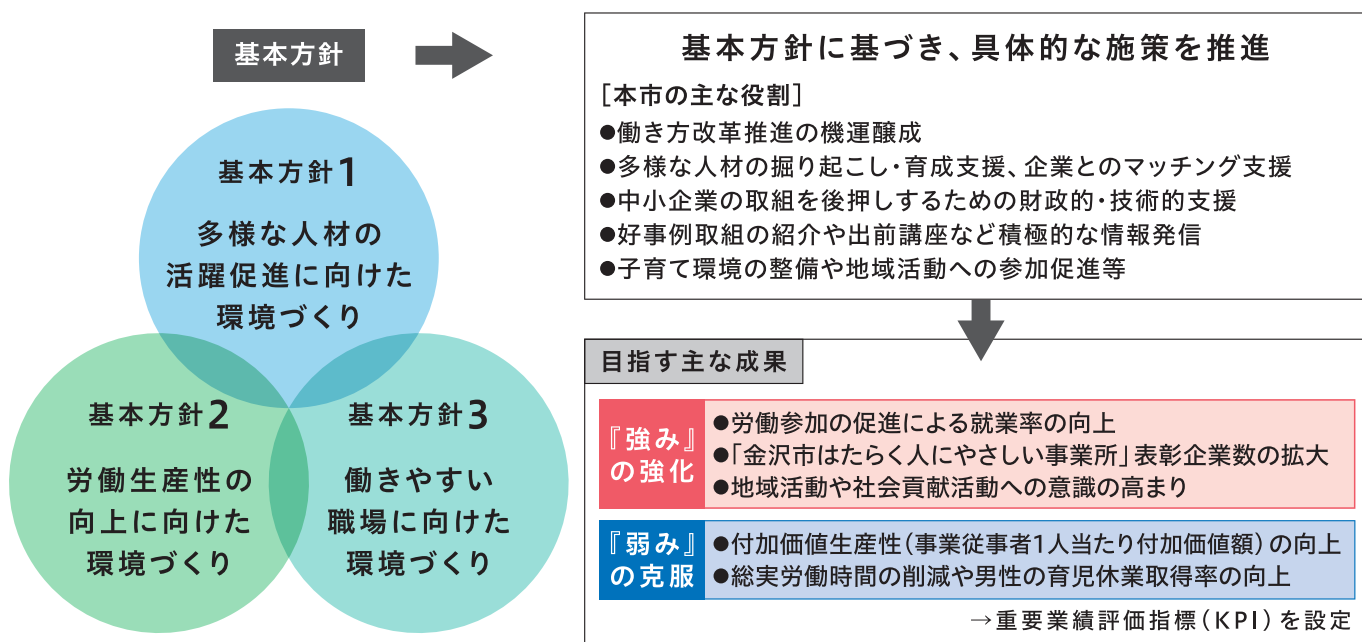 基本方針
基本方針1
多様な人材の
活躍促進に向けた
環境づくり
基本方針2
労働生産性の
向上に向けた
環境づくり
基本方針3
働きやすい
職場に向けた
環境づくり
基本方針に基づき、具体的な施策を推進
[本市の主な役割]
●働き方改革推進の機運醸成
●多様な人材の掘り起こし・育成支援、企業とのマッチング支援
●中小企業の取組を後押しするための財政的・技術的支援
●好事例取組の紹介や出前講座など積極的な情報発信
●子育て環境の整備や地域活動への参加促進等
目指す主な成果
『強み』
の強化
●労働参加の促進による就業率の向上
●「金沢市はたらく人にやさしい事業所」表彰企業数の拡大
●地域活動や社会貢献活動への意識の高まり
『弱み』
の克服
●付加価値生産性(事業従事者1人当たり付加価値額)の向上
●総実労働時間の削減や男性の育児休業取得率の向上
→重要業績評価指標(KPI)を設定